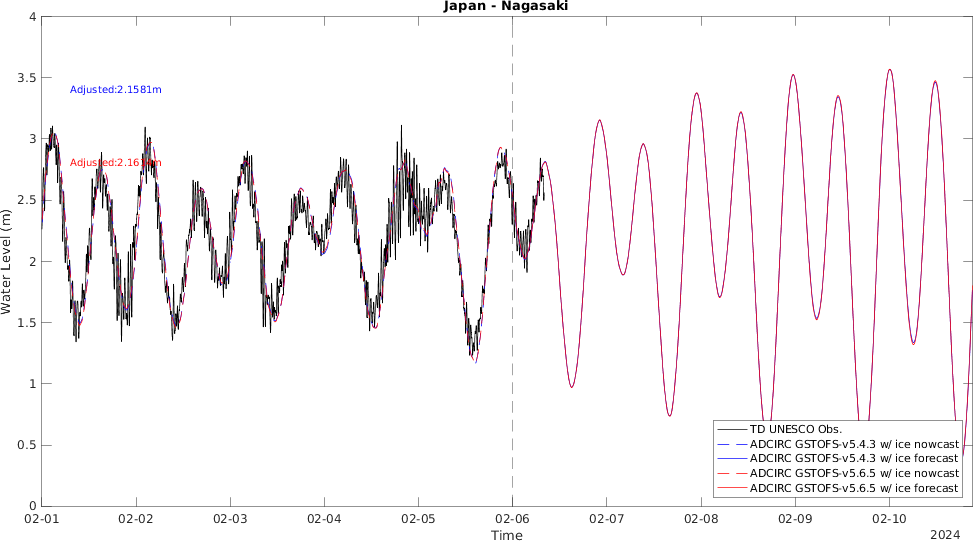 Japan - Nagasaki
4
3.5
Adjusted:2.1581m
3
2.5
2
1.5
1
0.5
0
Water Level (m)
TD UNESCO Obs.
ADCIRC GSTOFS-v5.4.3 w/ ice nowcast
ADCIRC GSTOFS-v5.4.3 w/ ice forecast
ADCIRC GSTOFS-v5.6.5 w/ ice nowcast
ADCIRC GSTOFS-v5.6.5 w/ ice forecast
02-01 02-02 02-03 02-04 02-05 02-06 02-07 02-08 02-09 02-10
Time
2024